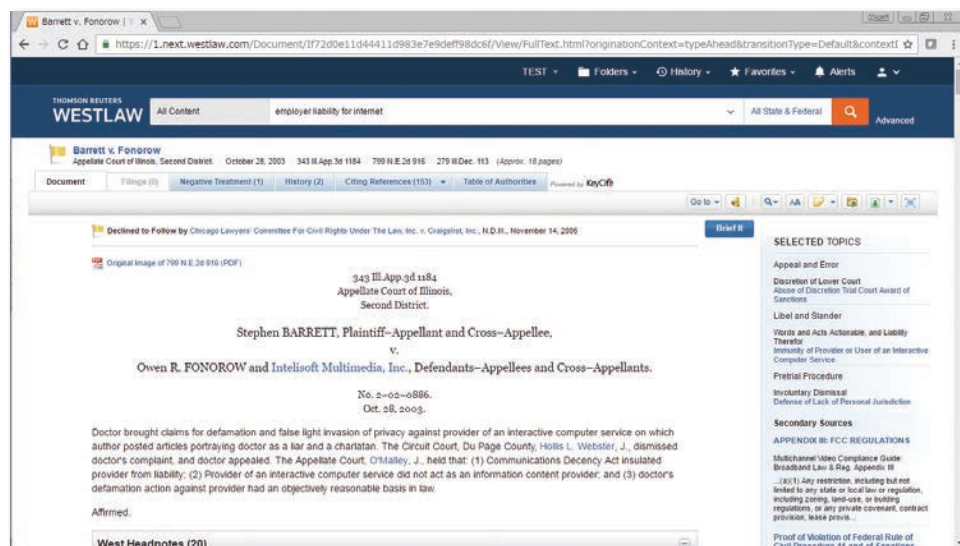 Barrett v. Fonorow |
https://1.next.westlaw.com/Document/If72d0e11d44411d983e7e9deff98dc6f/View/FullText.html?originationContext=typeAhead&transitionType=Default&contextI
TEST Folders History Favorites Alerts
THOMSON REUTERS
WESTLAW All Content employer liability for internet All State & Federal Advanced
Barrett v. Fonorow
Appellate Court of Illinois, Second District. October 28, 2003 343 Ill.App.3d 1184 799 N.E.2d 916 279 Ill.Dec. 113 (Approx. 18 pages)
Document Filings (0) Negative Treatment (1) History (2) Citing References (153) Table of Authorities Powered by KeyCite
Go to AA
Declined to Follow by Chicago Lawyers' Committee For Civil Rights Under The Law, Inc. v. Craigslist, Inc., N.D.Ill., November 14, 2006
Brief It
Original Image of 799 N.E.2d 916 (PDF)
343 Ill.App.3d 1184
Appellate Court of Illinois,
Second District.
Stephen BARRETT, Plaintiff–Appellant and Cross–Appellee,
v.
Owen R. FONOROW and Intelisoft Multimedia, Inc., Defendants–Appellees and Cross–Appellants.
No. 2–02–0886.
Oct. 28, 2003.
Doctor brought claims for defamation and false light invasion of privacy against provider of an interactive computer service on which
author posted articles portraying doctor as a liar and a charlatan. The Circuit Court, Du Page County, Hollis L. Webster, J., dismissed
doctor's complaint, and doctor appealed. The Appellate Court, O'Malley, J., held that: (1) Communications Decency Act insulated
provider from liability; (2) Provider of an interactive computer service did not act as an information content provider; and (3) doctor's
defamation action against provider had an objectively reasonable basis in law.
Affirmed.
West Headnotes (20)
SELECTED TOPICS
Appeal and Error
Discretion of Lower Court
Abuse of Discretion Trial Court Award of
Sanctions
Libel and Slander
Words and Acts Actionable, and Liability
Therefor
Immunity of Provider or User of an Interactive
Computer Service
Pretrial Procedure
Involuntary Dismissal
Defense of Lack of Personal Jurisdiction
Secondary Sources
APPENDIX III: FCC REGULATIONS
Multichannel Video Compliance Guide:
Broadband Law & Reg. Appendix III
...(a)(1) Any restriction, including but not
limited to any state or local law or regulation,
including zoning, land-use, or building
regulations, or any private covenant, contract
provision, lease provis...
Proof of Violation of Federal Rule of
Civil Procedure 11 and of Sanctions